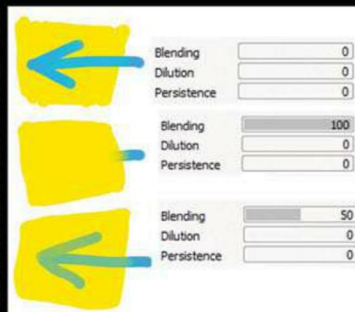 Blending 0
Dilution 0
Persistence 0
Blending 100
Dilution 0
Persistence 0
Blending 50
Dilution 0
Persistence 0